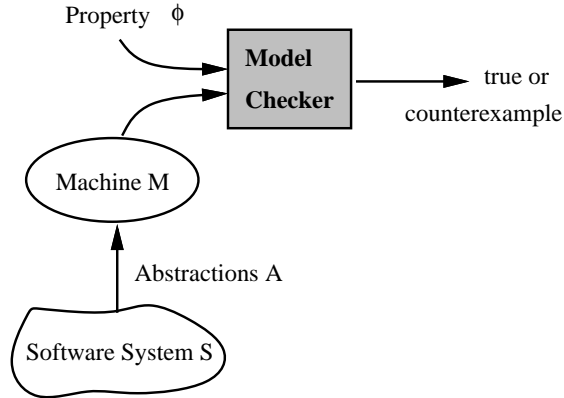 Property ϕ
Model
Checker
true or
counterexample
Machine M
Abstractions A
Software System S